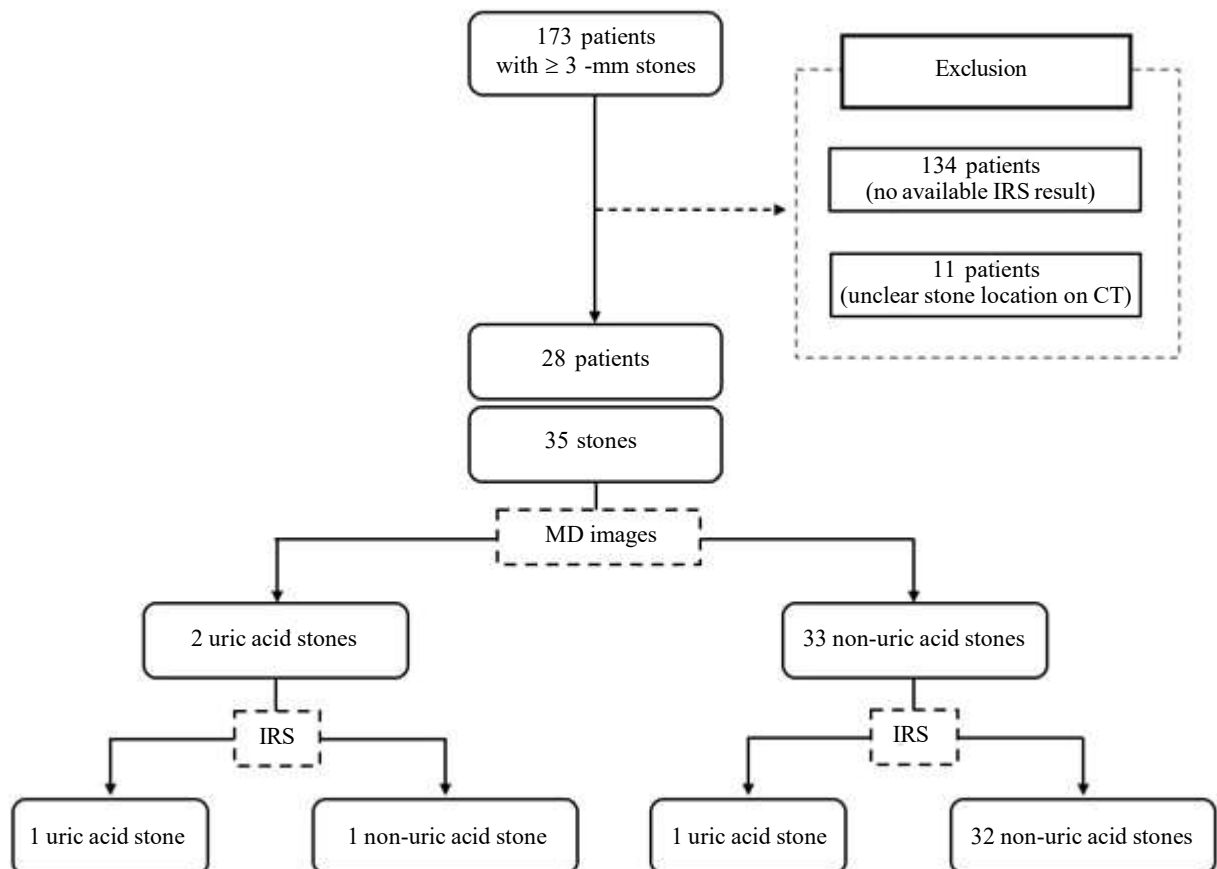 173 patients
with ≥ 3 -mm stones
Exclusion
134 patients
(no available IRS result)
11 patients
(unclear stone location on CT)
28 patients
35 stones
MD images
2 uric acid stones
33 non-uric acid stones
IRS
IRS
1 uric acid stone
1 non-uric acid stone
1 uric acid stone
32 non-uric acid stones